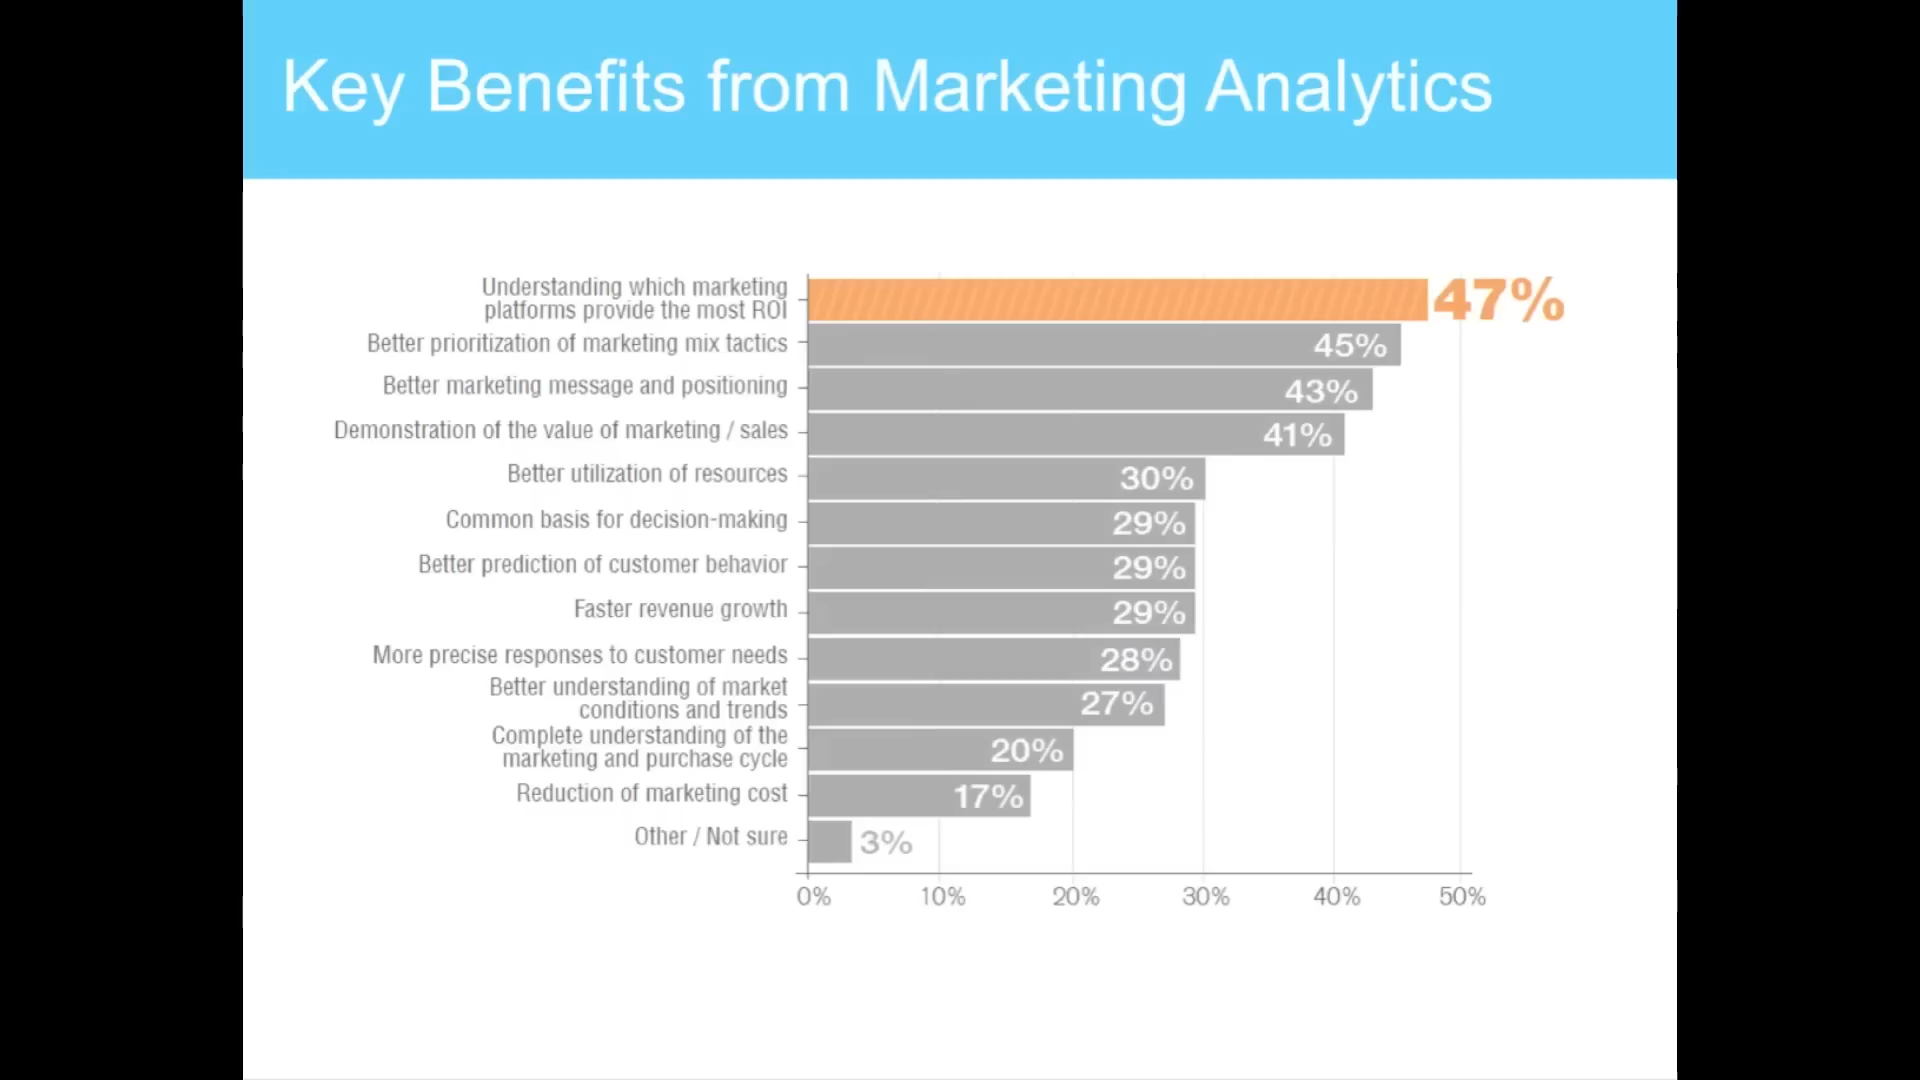 Key Benefits from Marketing Analytics
Understanding which marketing
platforms provide the most ROI
47%
Better prioritization of marketing mix tactics
45%
Better marketing message and positioning
43%
Demonstration of the value of marketing / sales
41%
Better utilization of resources
30%
Common basis for decision-making
29%
Better prediction of customer behavior
29%
Faster revenue growth
29%
More precise responses to customer needs
28%
Better understanding of market
conditions and trends
27%
Complete understanding of the
marketing and purchase cycle
20%
Reduction of marketing cost
17%
Other / Not sure
3%
0% 10% 20% 30% 40% 50%